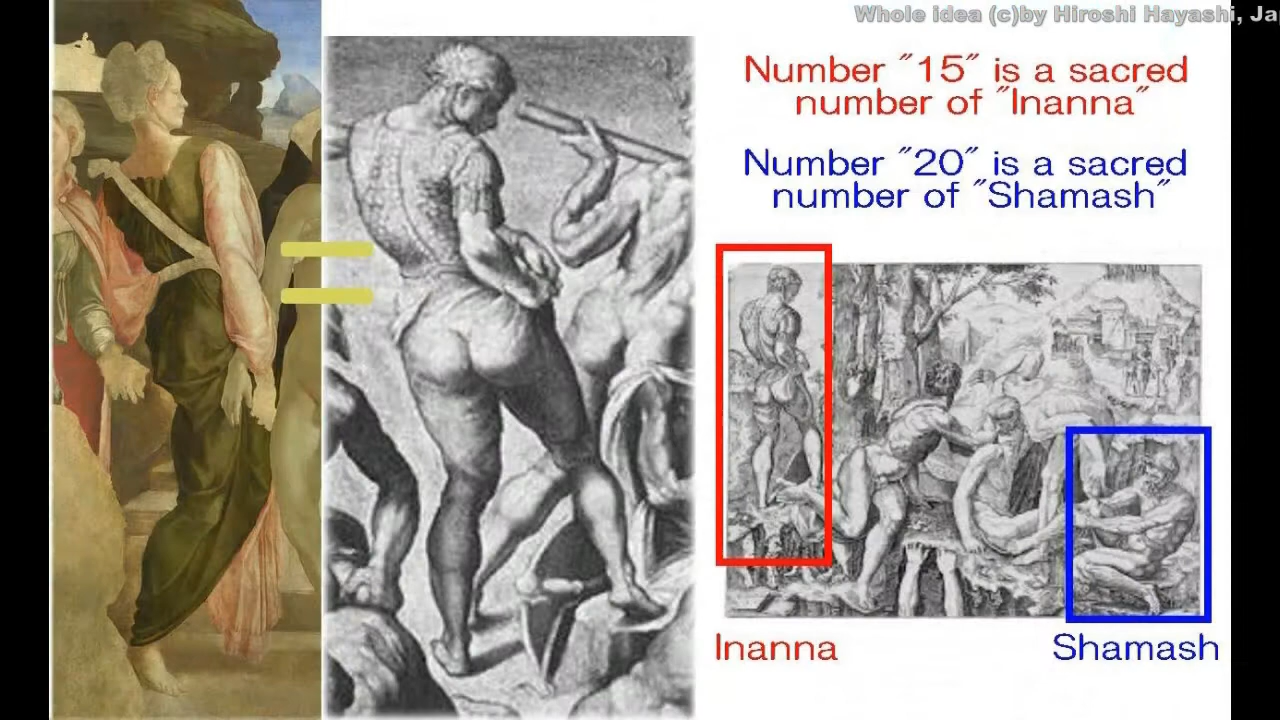 Whole idea (c)by Hiroshi Hayashi,
Number "15" is a sacred
number of "Inanna"
Number "20" is a sacred
number of "Shamash"
Inanna
Shamash